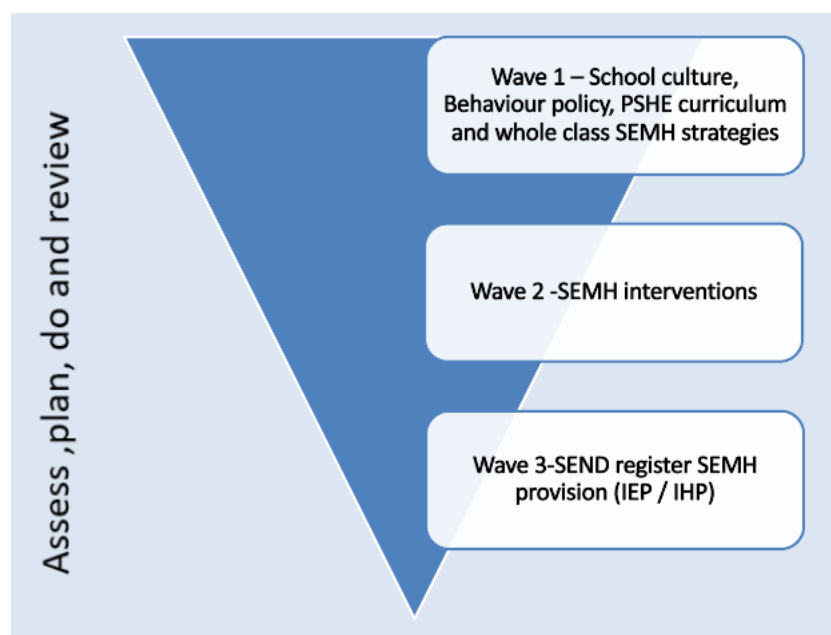 Assess ,plan, do and review
Wave 1 – School culture,
Behaviour policy, PSHE curriculum
and whole class SEMH strategies
Wave 2 -SEMH interventions
Wave 3-SEND register SEMH
provision (IEP / IHP)